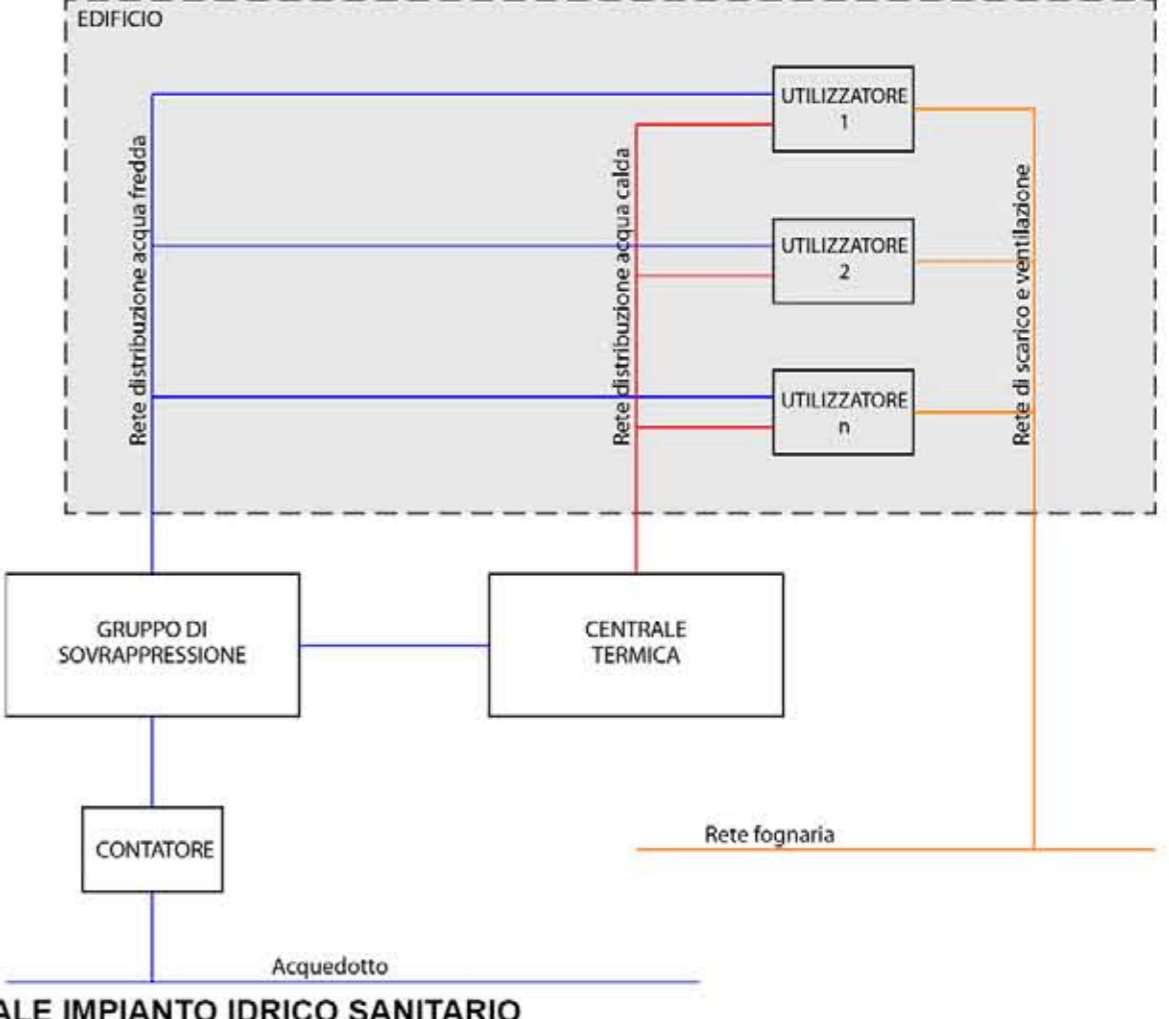 EDIFICIO
UTILIZZATORE
1
Rete distribuzione acqua fredda
Rete distribuzione acqua calda
Rete di scarico e ventilazione
UTILIZZATORE
2
UTILIZZATORE
n
GRUPPO DI
SOVRAPPRESSIONE
CENTRALE
TERMICA
Rete fognaria
CONTATORE
Acquedotto
IMPIANTO IDRICO SANITARIO